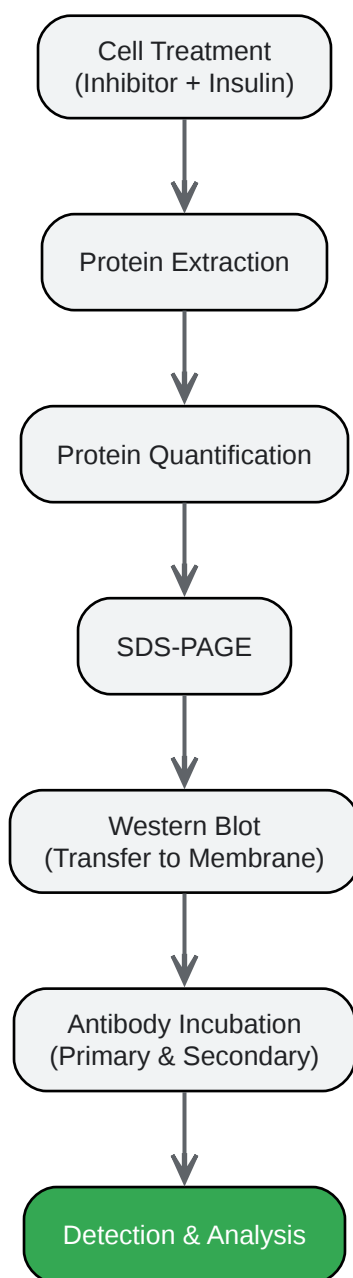 Cell Treatment
(Inhibitor + Insulin)
Protein Extraction
Protein Quantification
SDS-PAGE
Western Blot
(Transfer to Membrane)
Antibody Incubation
(Primary & Secondary)
Detection & Analysis